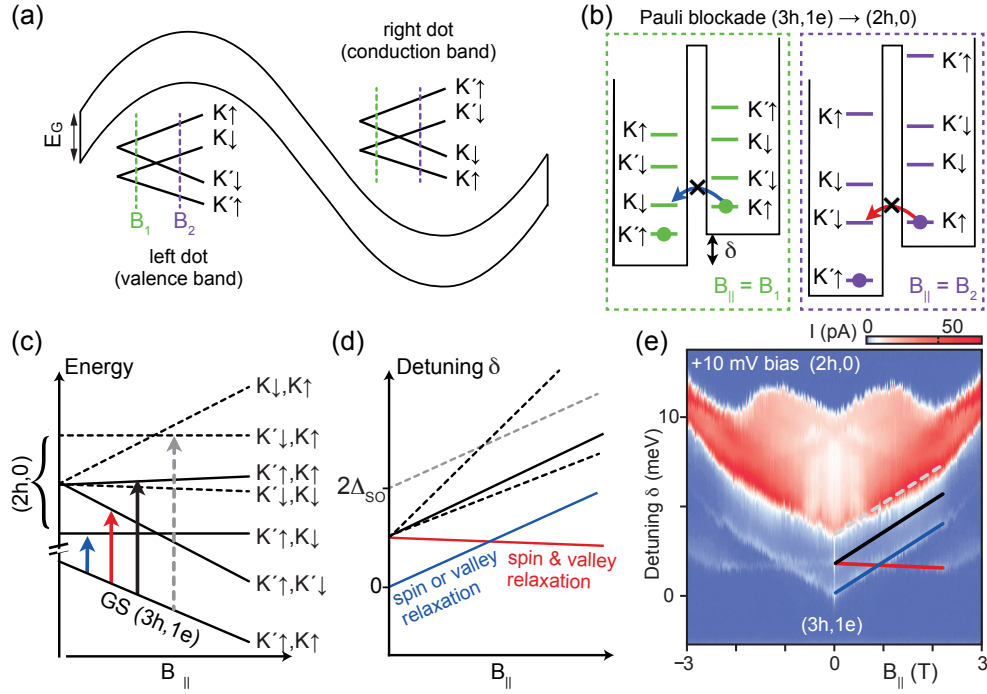 (a)
right dot
(conduction band)
E_G
K↑
K↓
K´↓
K´↑
B_1
B_2
left dot
(valence band)
K´↑
K´↓
K↓
K↑
(b)
Pauli blockade (3h,1e) → (2h,0)
K↑
K´↓
K↓
K´↑
K´↑
K↓
K´↓
K↑
δ
B_|| = B_1
K↑
K↓
K´↓
K´↑
K´↑
K´↓
K↓
K↑
B_|| = B_2
(c)
Energy
(2h,0)
K↓,K↑
K´↓,K↑
K´↑,K↑
K´↓,K↓
K´↑,K↓
K´↑,K´↓
K´↑,K↑
GS (3h,1e)
B_||
(d)
Detuning δ
2Δ_SO
0
spin or valley
relaxation
spin & valley
relaxation
B_||
(e)
I (pA)
0
50
+10 mV bias (2h,0)
Detuning δ (meV)
10
0
(3h,1e)
−3
0
3
B_|| (T)